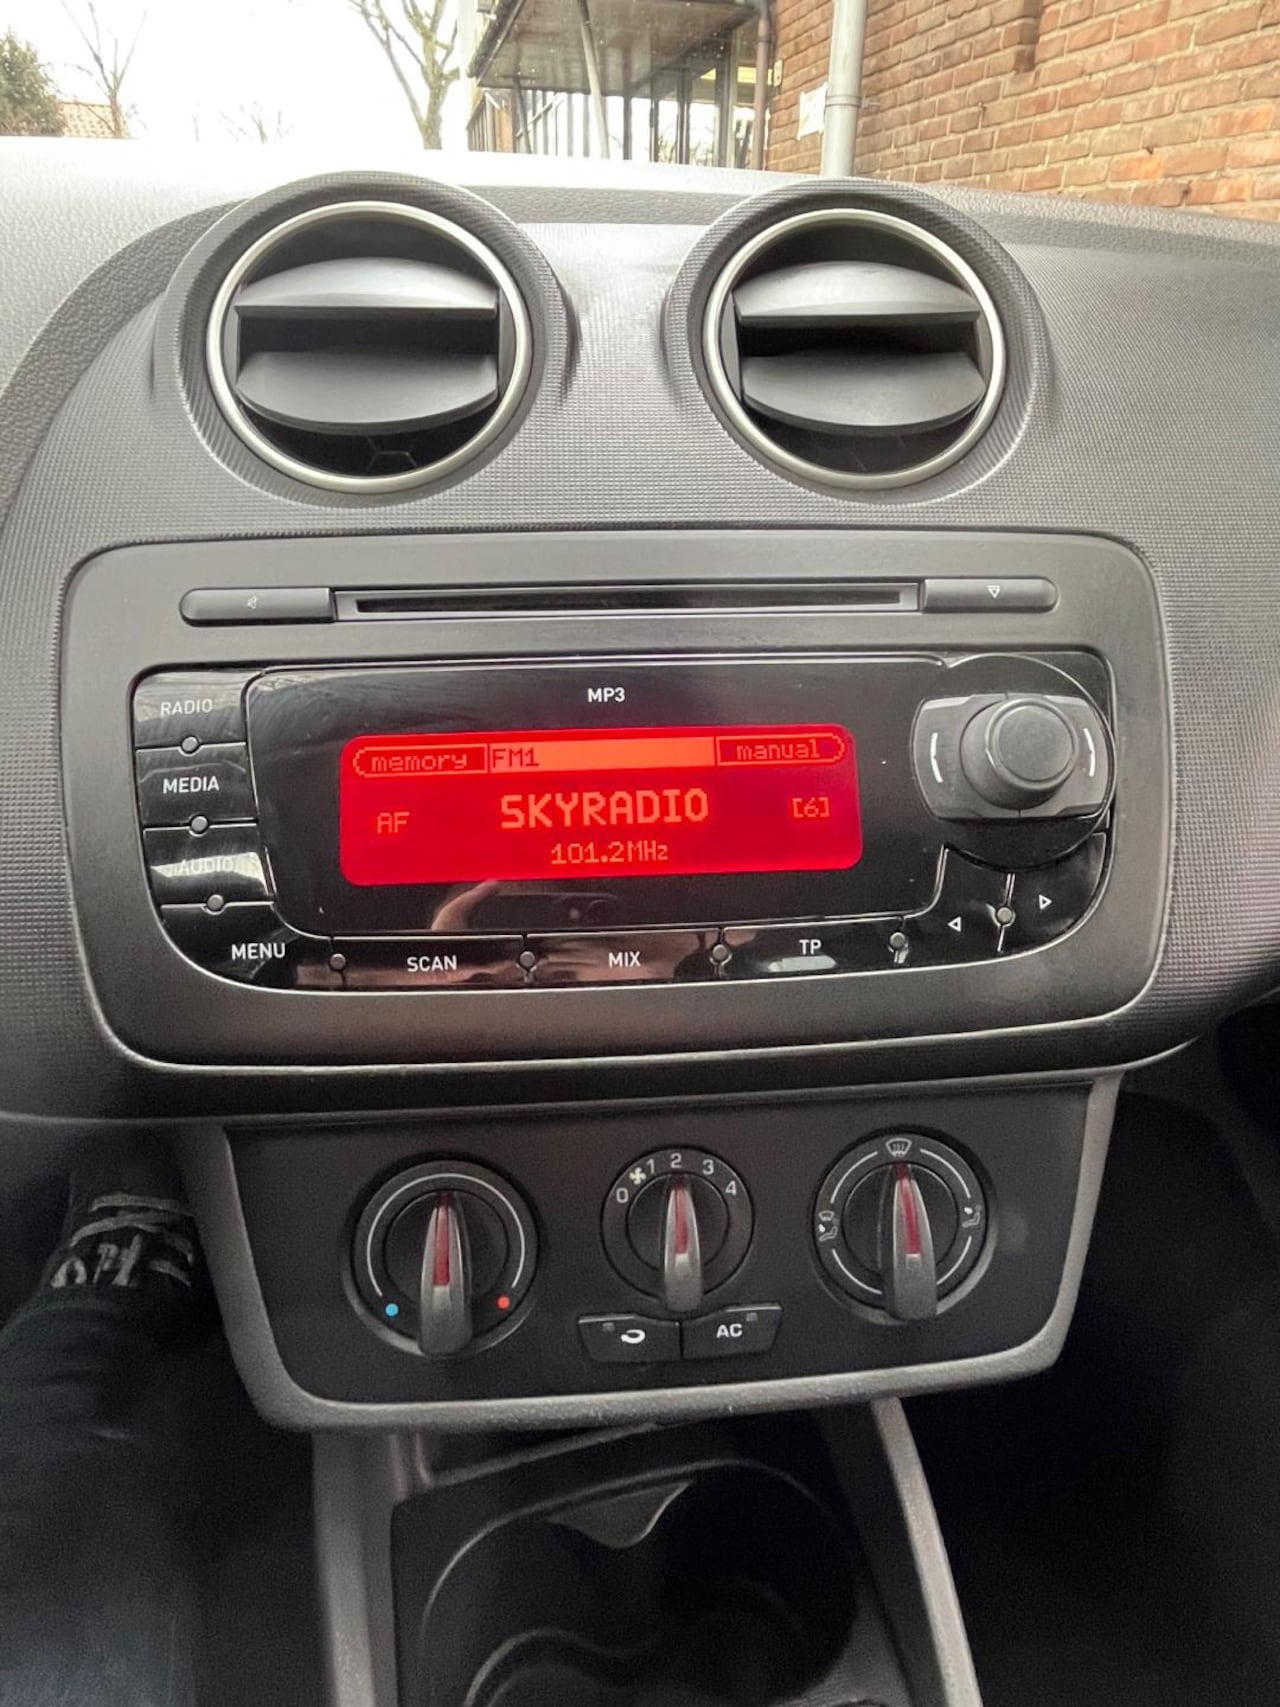 MP3
RADIO
memory FM1 manual
MEDIA
AF SKYRADIO [6]
101.2MHz
AUDIO
MENU SCAN MIX TP
0 1 2 3 4
AC